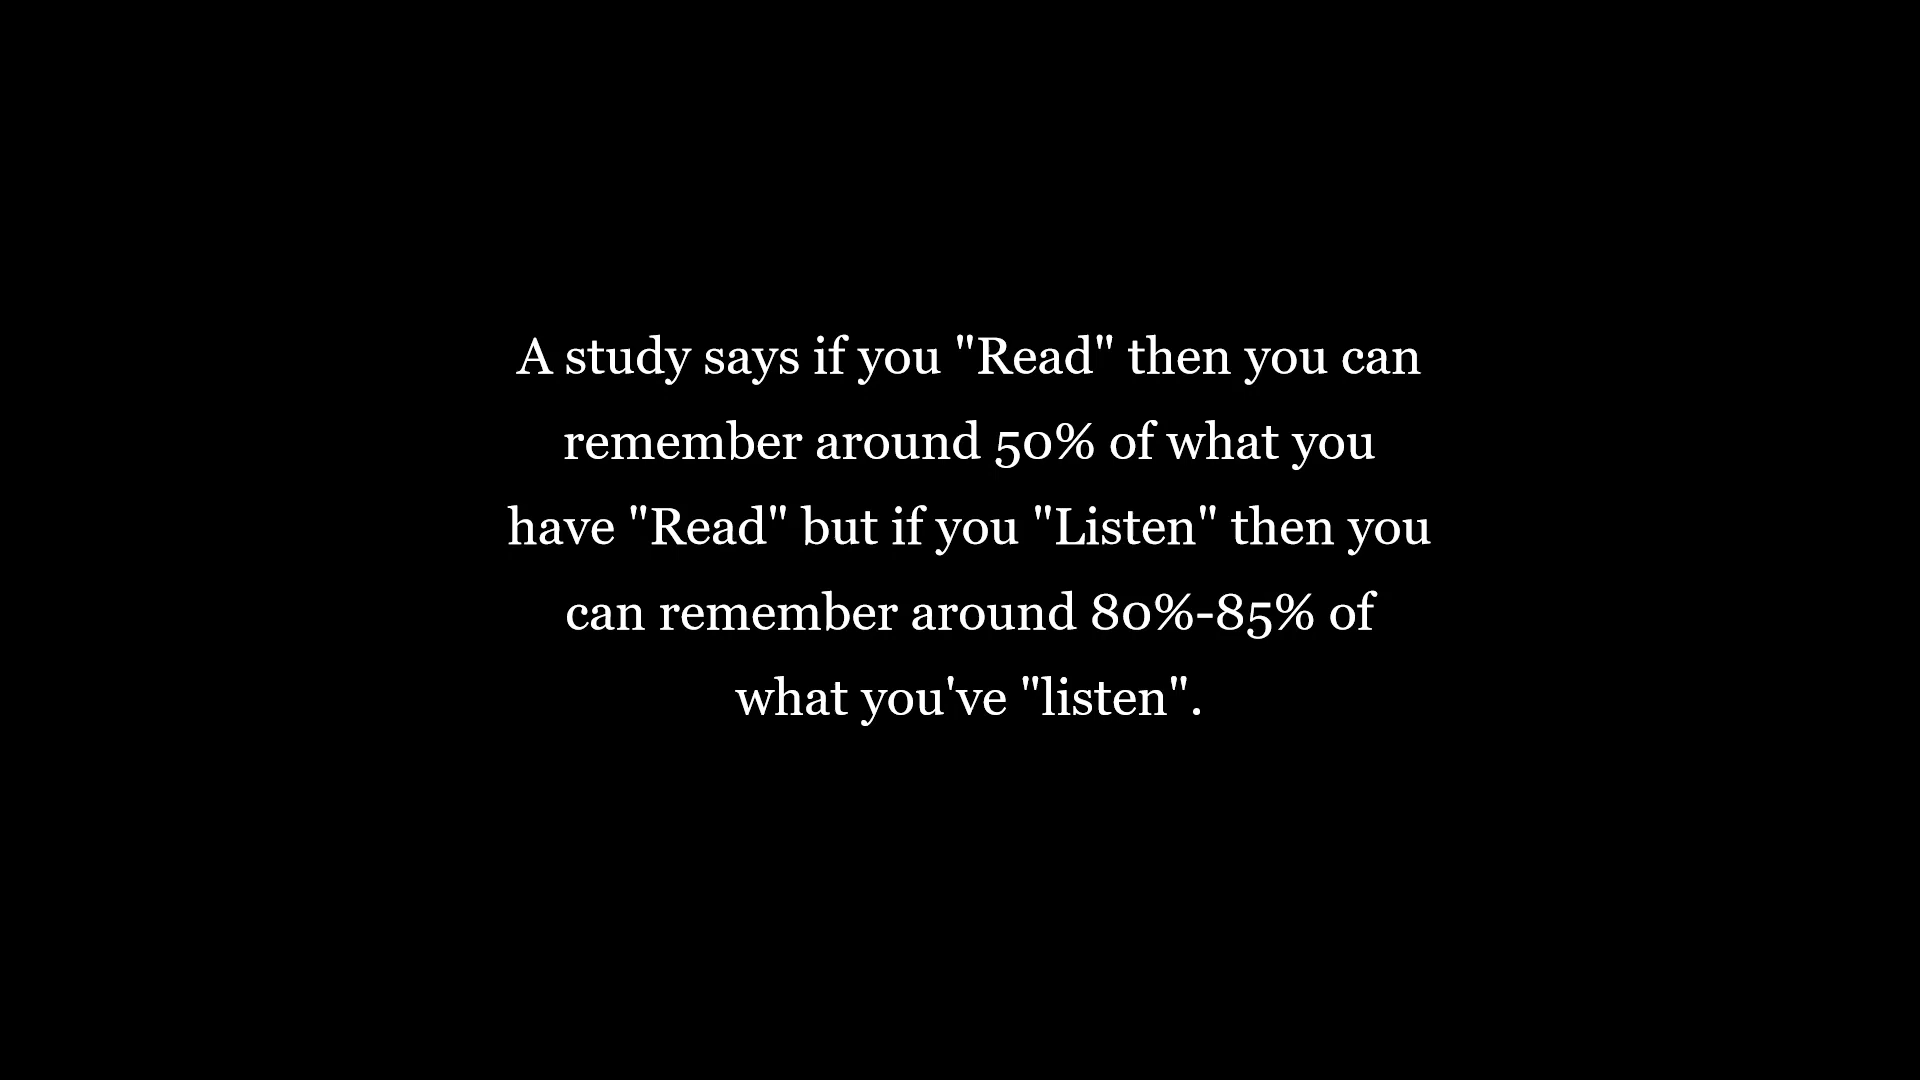 A study says if you "Read" then you can
remember around 50% of what you
have "Read" but if you "Listen" then you
can remember around 80%-85% of
what you've "listen".